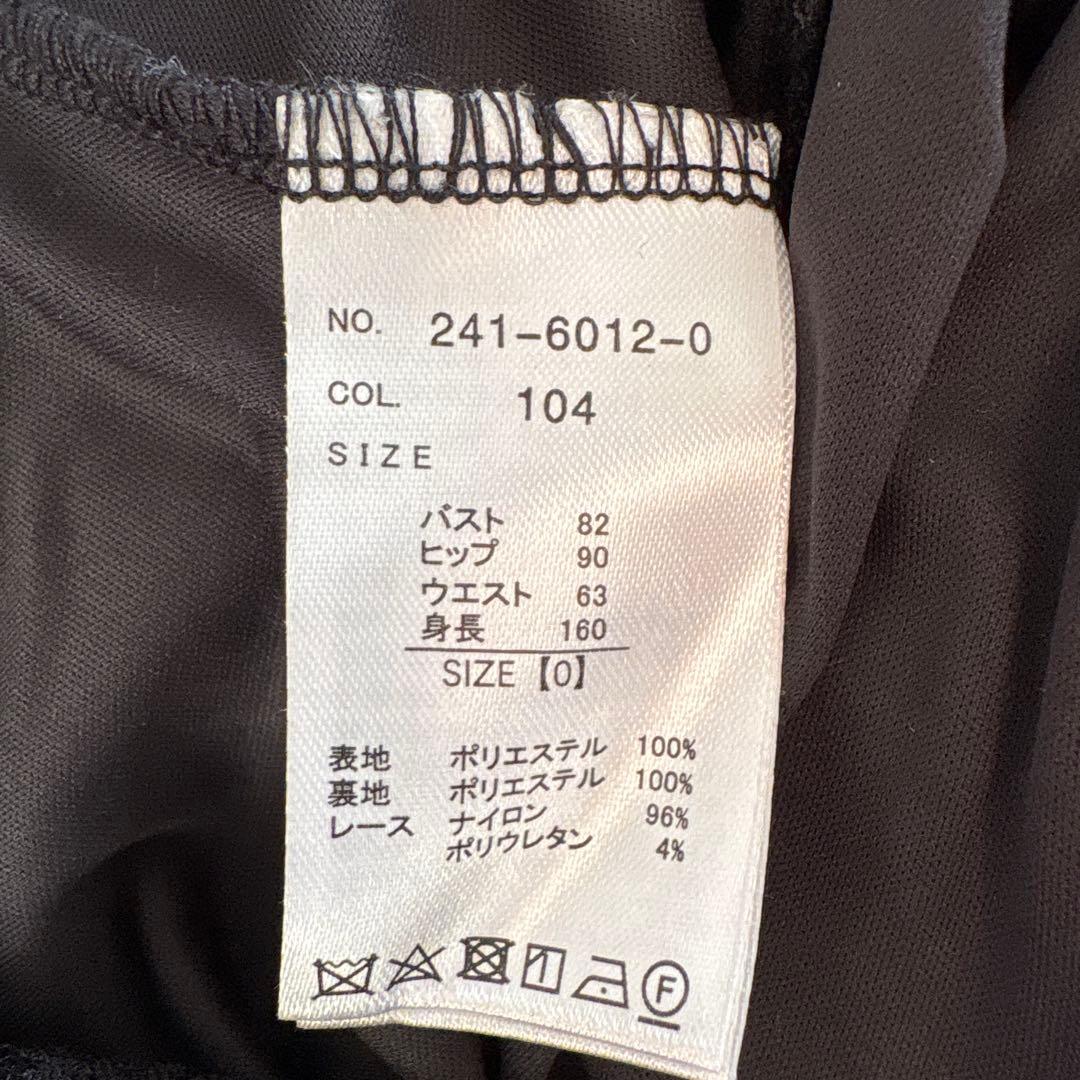 NO. 241-6012-0
COL. 104
SIZE
バスト 82
ヒップ 90
ウエスト 63
身長 160
SIZE【0】
表地 ポリエステル 100%
裏地 ポリエステル 100%
レース ナイロン 96%
ポリウレタン 4%
F